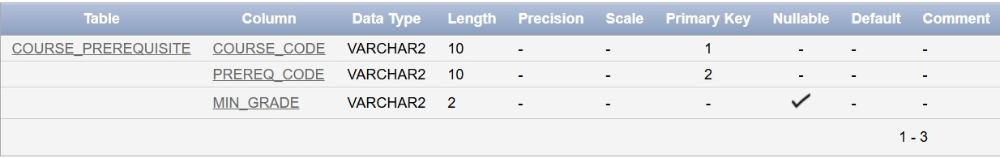 Table Column Data Type Length Precision Scale Primary Key Nullable Default Comment
COURSE_PREREQUISITE COURSE_CODE VARCHAR2 10 - - 1 - - -
PREREQ_CODE VARCHAR2 10 - - 2 - - -
MIN_GRADE VARCHAR2 2 - - - ✓ - -
1 - 3